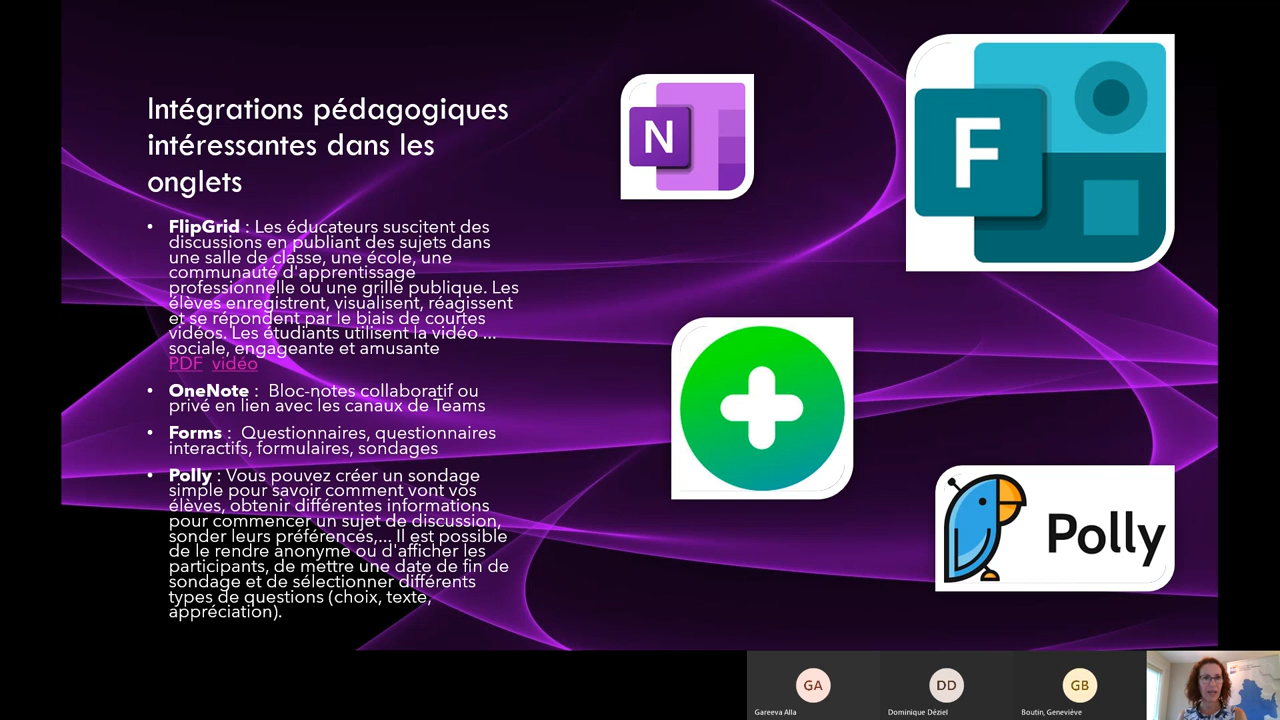 Intégrations pédagogiques
intéressantes dans les
onglets
• FlipGrid : Les éducateurs suscitent des
discussions en publiant des sujets dans
une salle de classe, une école, une
communauté d'apprentissage
professionnelle ou une grille publique. Les
élèves enregistrent, visualisent, réagissent
et se répondent par le biais de courtes
vidéos. Les étudiants utilisent la vidéo ...
sociale, engageante et amusante
PDF vidéo
• OneNote : Bloc-notes collaboratif ou
privé en lien avec les canaux de Teams
• Forms : Questionnaires, questionnaires
interactifs, formulaires, sondages
• Polly : Vous pouvez créer un sondage
simple pour savoir comment vont vos
élèves, obtenir différentes informations
pour commencer un sujet de discussion,
sonder leurs préférences,... Il est possible
de le rendre anonyme ou d'afficher les
participants, de mettre une date de fin de
sondage et de sélectionner différents
types de questions (choix, texte,
appréciation).
N
F
Polly
GA
Gareeva Alla
DD
Dominique Déziel
GB
Boutin, Geneviève